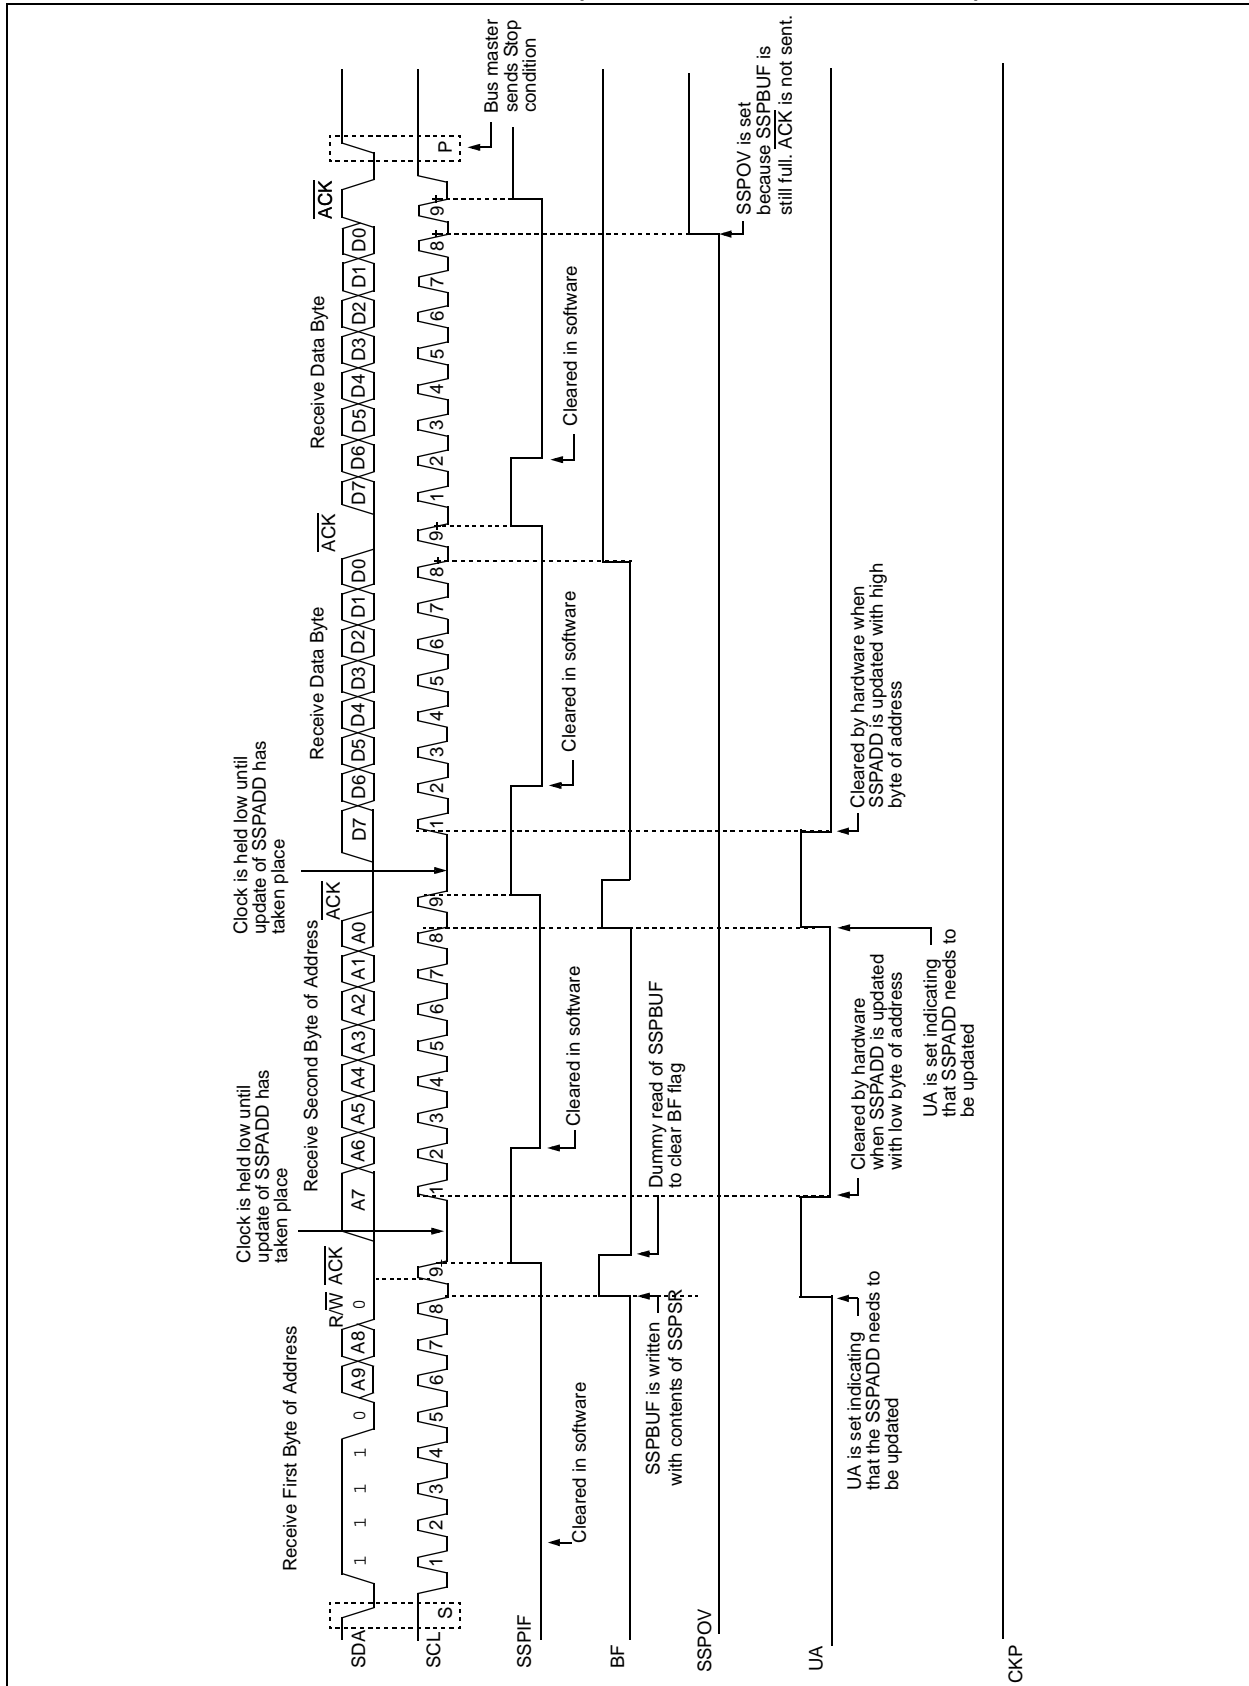 Receive First Byte of Address
R/W ACK
Receive Second Byte of Address
ACK
Receive Data Byte
ACK
Receive Data Byte
ACK
Clock is held low until
update of SSPADD has
taken place
Clock is held low until
update of SSPADD has
taken place
SDA
1 1 1 1 0 A9 A8 0 A7 A6 A5 A4 A3 A2 A1 A0 D7 D6 D5 D4 D3 D2 D1 D0 D7 D6 D5 D4 D3 D2 D1 D0
SCL
S 1 2 3 4 5 6 7 8 9 1 2 3 4 5 6 7 8 9 1 2 3 4 5 6 7 8 9 1 2 3 4 5 6 7 8 9 P
Bus master
sends Stop
condition
SSPIF
Cleared in software
Cleared in software
Cleared in software
Cleared in software
BF
SSPBUF is written
with contents of SSPSR
Dummy read of SSPBUF
to clear BF flag
SSPOV
SSPOV is set
because SSPBUF is
still full. ACK is not sent.
UA
UA is set indicating
that the SSPADD needs to
be updated
Cleared by hardware
when SSPADD is updated
with low byte of address
UA is set indicating
that SSPADD needs to
be updated
Cleared by hardware when
SSPADD is updated with high
byte of address
CKP